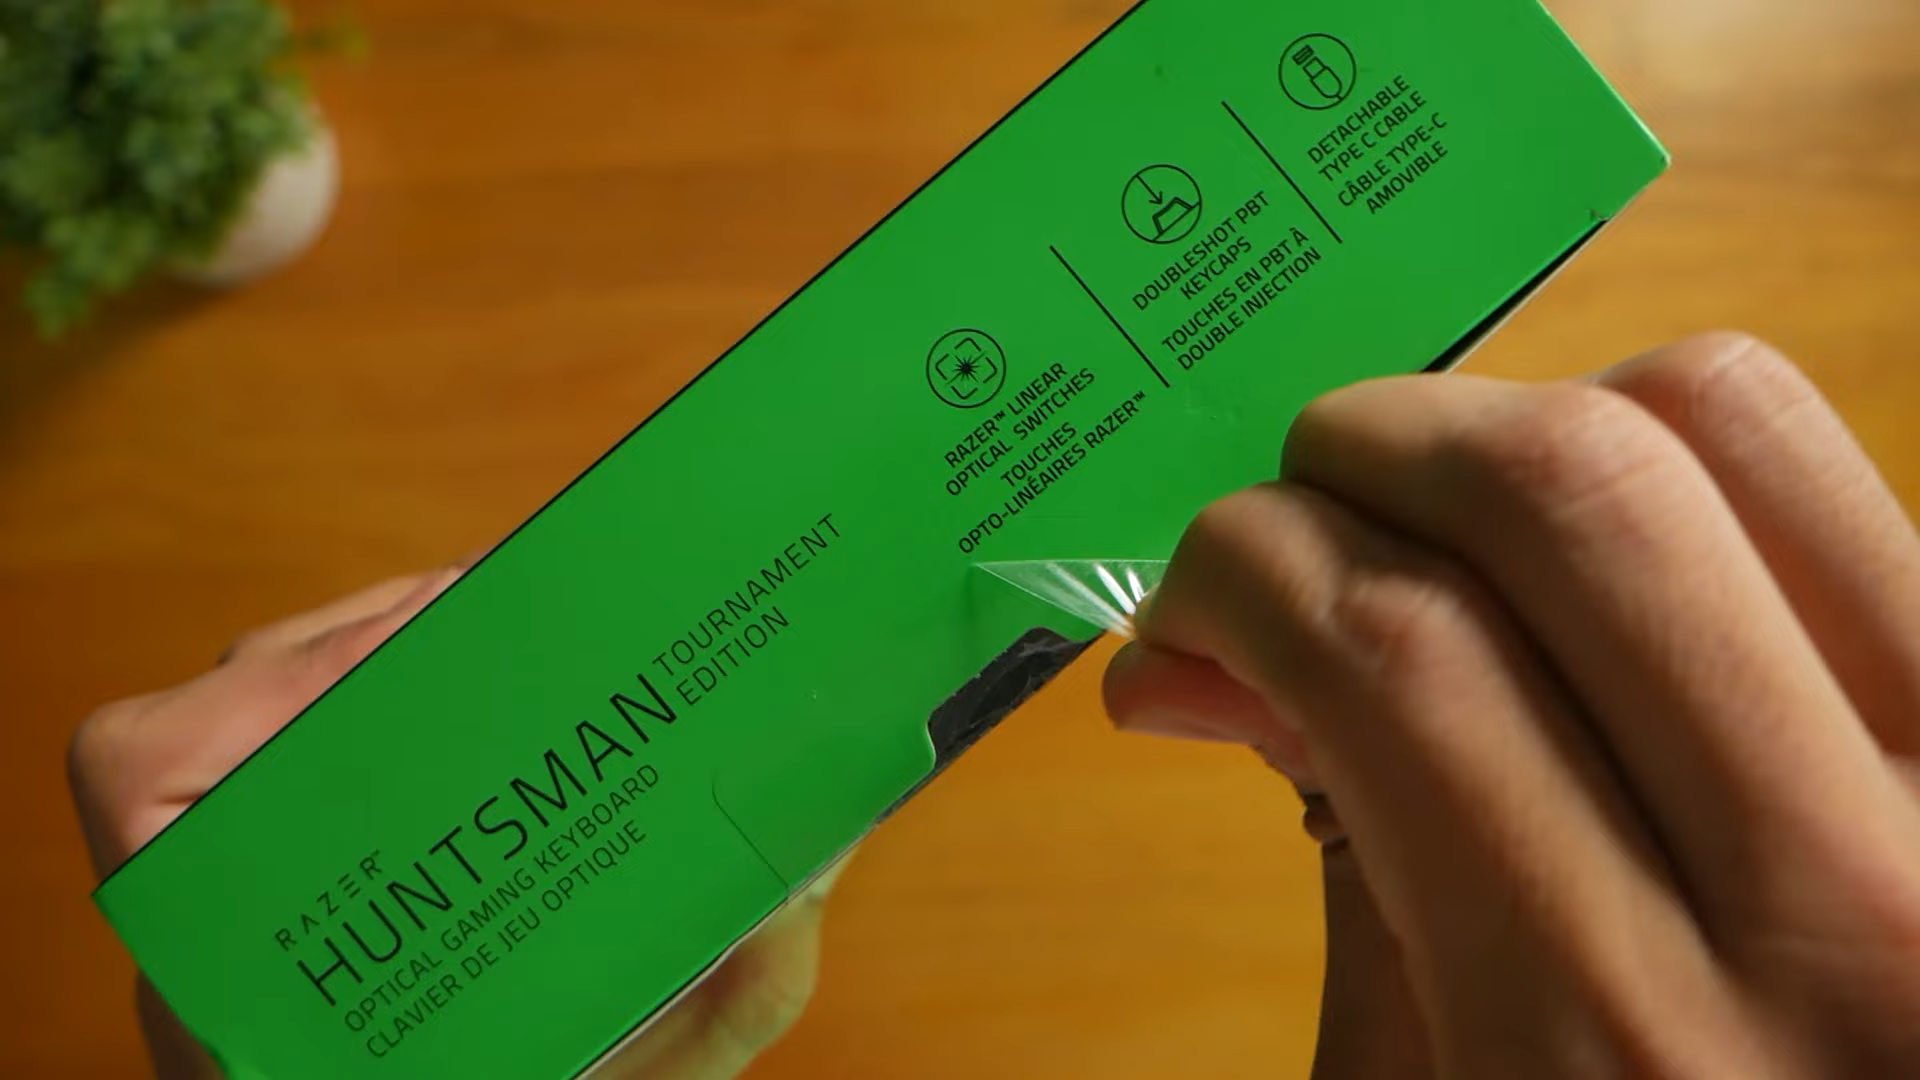 RAZER™
HUNTSMAN TOURNAMENT
EDITION
OPTICAL GAMING KEYBOARD
CLAVIER DE JEU OPTIQUE
RAZER™ LINEAR
OPTICAL SWITCHES
TOUCHES
OPTO-LINÉAIRES RAZER™
DOUBLESHOT PBT
KEYCAPS
TOUCHES EN PBT À
DOUBLE INJECTION
DETACHABLE
TYPE C CABLE
CÂBLE TYPE-C
AMOVIBLE